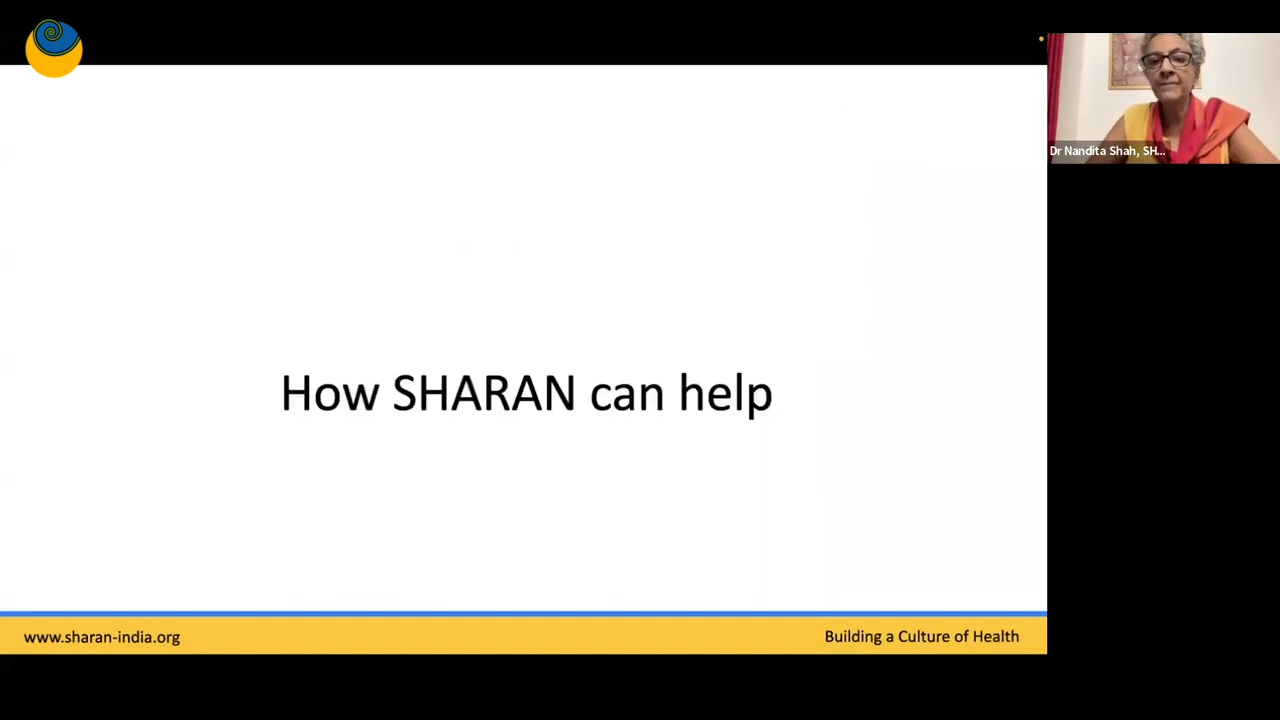 Dr Nandita Shah, SH...
How SHARAN can help
www.sharan-india.org
Building a Culture of Health